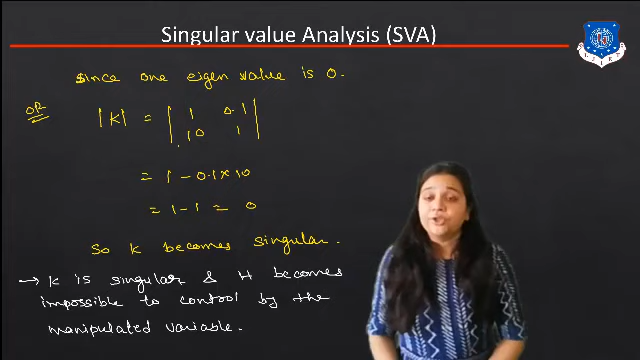 Singular value Analysis (SVA)
Since one eigen value is 0.
OR
|K| = | 1 0.1 |
| 10 1 |
= 1 - 0.1 x 10
= 1 - 1 = 0
So K becomes singular.
→ K is singular & H becomes
impossible to control by the
manipulated variable.